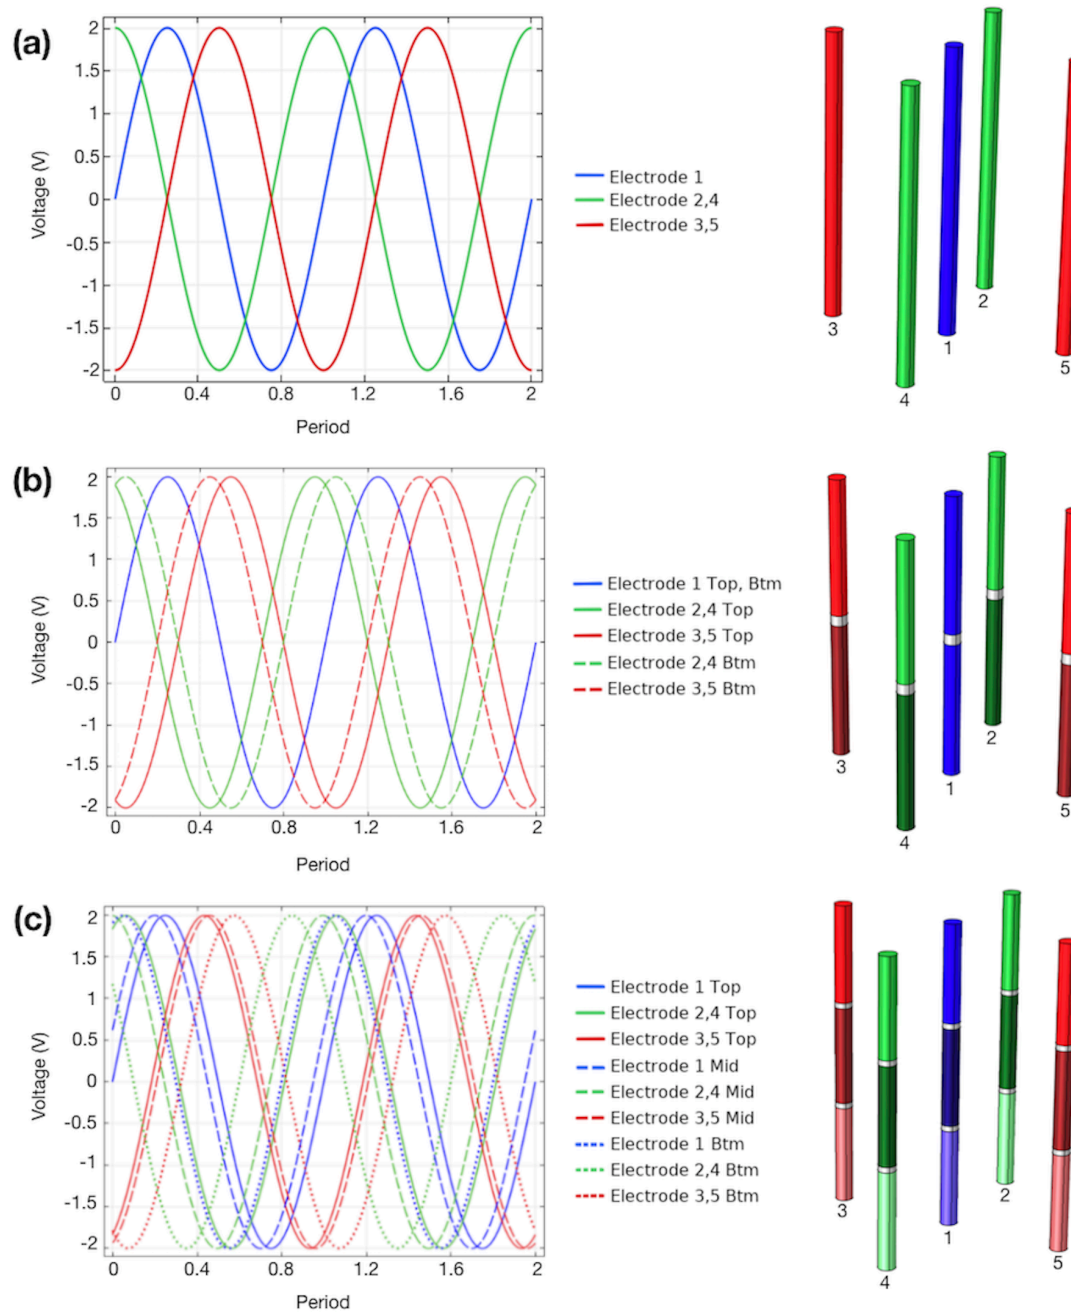 (a)
2
1.5
1
0.5
0
-0.5
-1
-1.5
-2
0 0.4 0.8 1.2 1.6 2
Voltage (V)
Period
Electrode 1
Electrode 2,4
Electrode 3,5
3
4
1
2
5
(b)
2
1.5
1
0.5
0
-0.5
-1
-1.5
-2
0 0.4 0.8 1.2 1.6 2
Voltage (V)
Period
Electrode 1 Top, Btm
Electrode 2,4 Top
Electrode 3,5 Top
Electrode 2,4 Btm
Electrode 3,5 Btm
3
4
1
2
5
(c)
2
1.5
1
0.5
0
-0.5
-1
-1.5
-2
0 0.4 0.8 1.2 1.6 2
Voltage (V)
Period
Electrode 1 Top
Electrode 2,4 Top
Electrode 3,5 Top
Electrode 1 Mid
Electrode 2,4 Mid
Electrode 3,5 Mid
Electrode 1 Btm
Electrode 2,4 Btm
Electrode 3,5 Btm
3
4
1
2
5